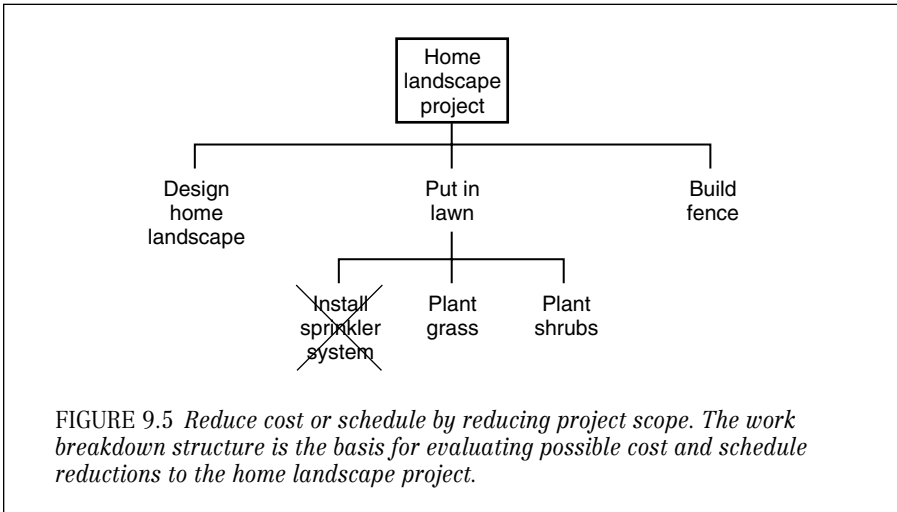 Home
landscape
project
Design
home
landscape
Put in
lawn
Build
fence
Install
sprinkler
system
Plant
grass
Plant
shrubs
FIGURE 9.5 Reduce cost or schedule by reducing project scope. The work
breakdown structure is the basis for evaluating possible cost and schedule
reductions to the home landscape project.